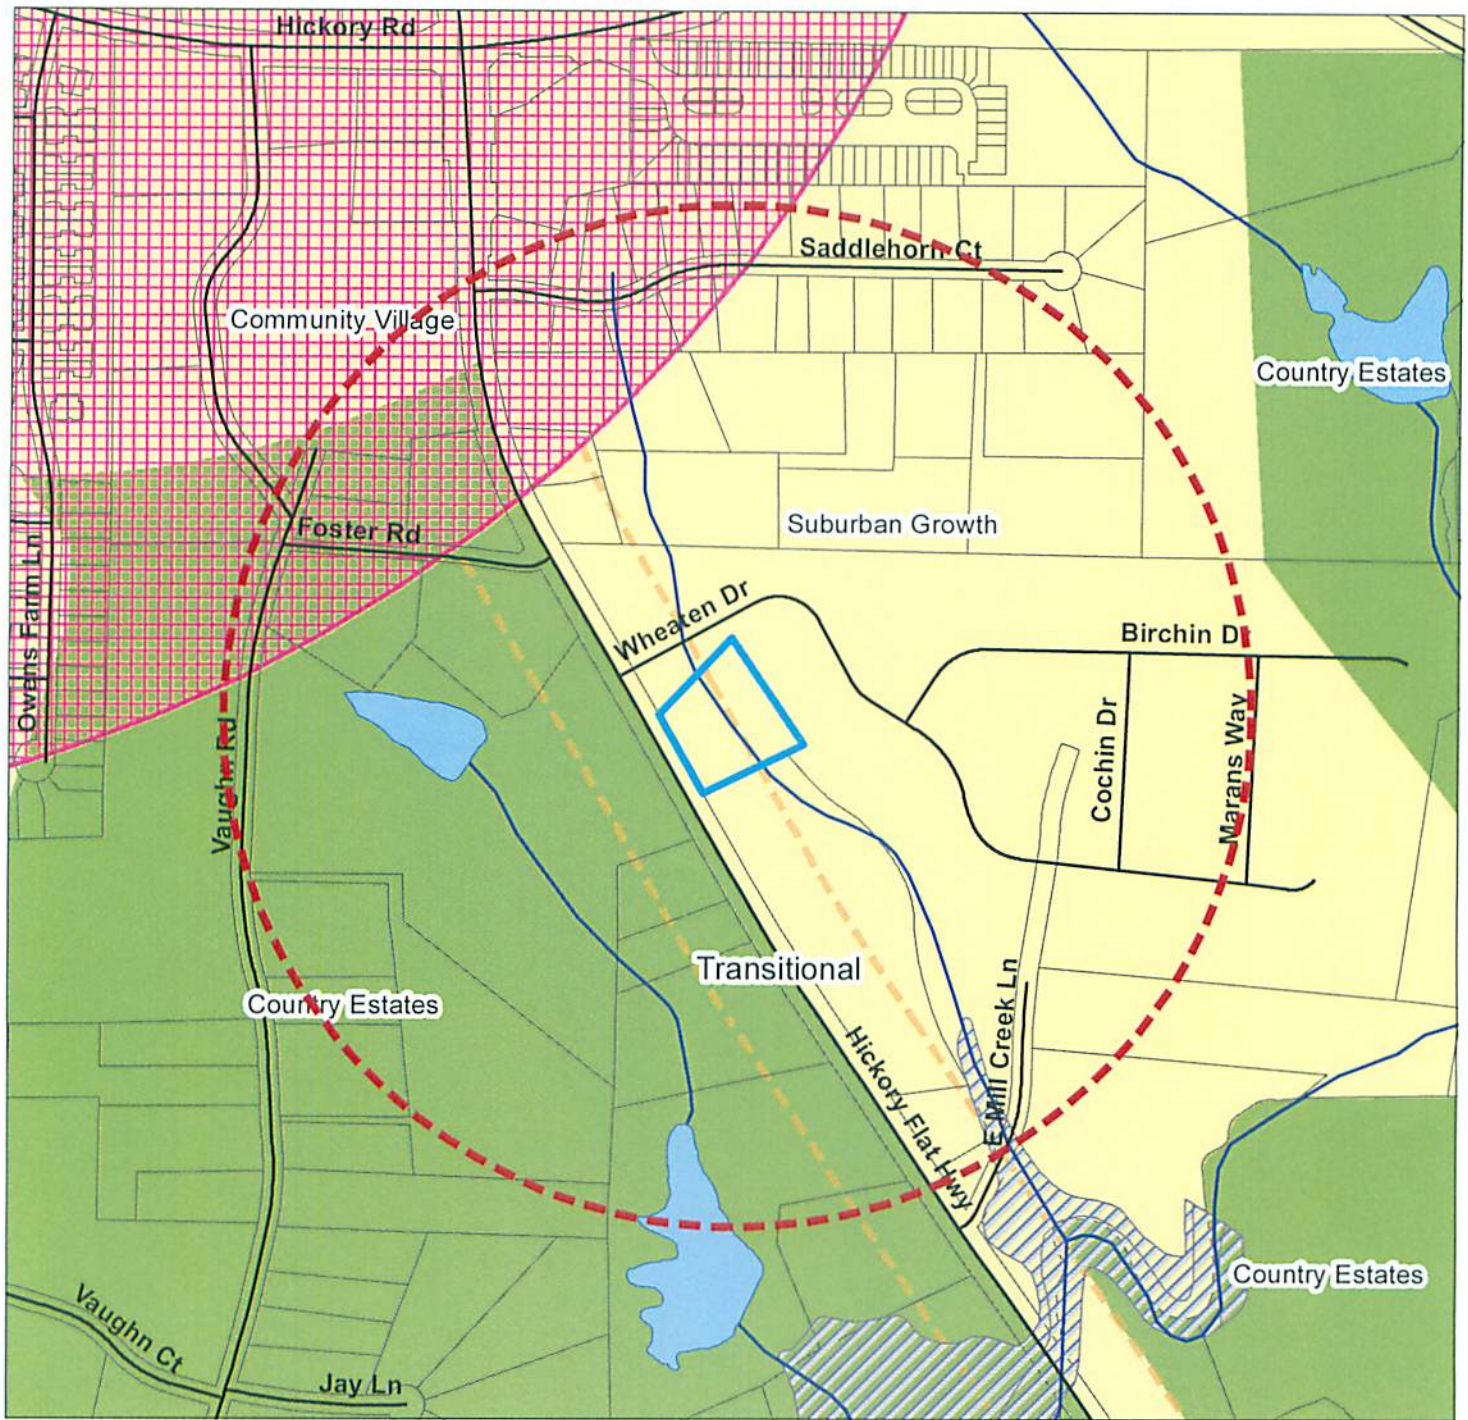 Hickory Rd
Saddlehorn Ct
Community Village
Country Estates
Suburban Growth
Foster Rd
Owens Farm Ln
Wheaten Dr
Birchin D
Cochin Dr
Marans Way
Vaughn Rd
Transitional
Country Estates
E Mill Creek Ln
Hickory Flat Hwy
Country Estates
Vaughn Ct
Jay Ln